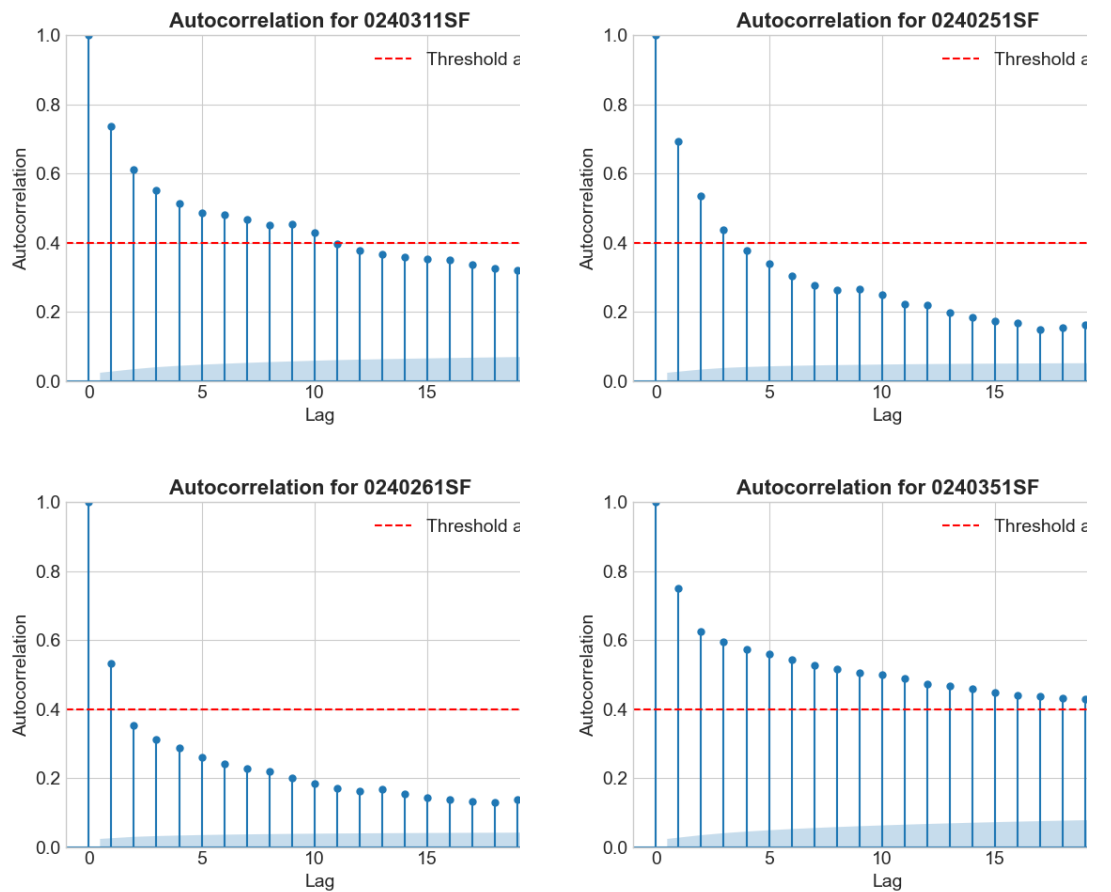 Autocorrelation for 0240311SF
1.0
0.8
0.6
0.4
0.2
0.0
Autocorrelation
Threshold a
0 5 10 15
Lag
Autocorrelation for 0240251SF
1.0
0.8
0.6
0.4
0.2
0.0
Autocorrelation
Threshold a
0 5 10 15
Lag
Autocorrelation for 0240261SF
1.0
0.8
0.6
0.4
0.2
0.0
Autocorrelation
Threshold a
0 5 10 15
Lag
Autocorrelation for 0240351SF
1.0
0.8
0.6
0.4
0.2
0.0
Autocorrelation
Threshold a
0 5 10 15
Lag